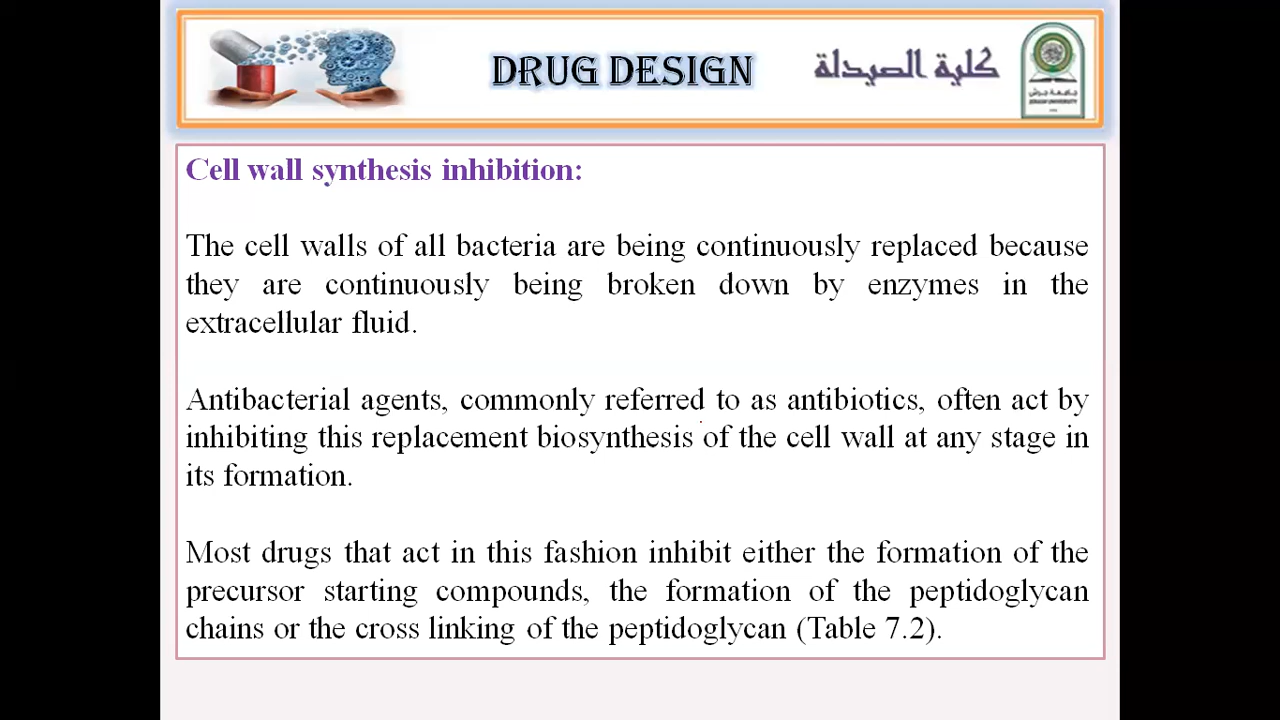 DRUG DESIGN
كلية الصيدلة
جامعة جرش
JERASH UNIVERSITY
Cell wall synthesis inhibition:
The cell walls of all bacteria are being continuously replaced because
they are continuously being broken down by enzymes in the
extracellular fluid.
Antibacterial agents, commonly referred to as antibiotics, often act by
inhibiting this replacement biosynthesis of the cell wall at any stage in
its formation.
Most drugs that act in this fashion inhibit either the formation of the
precursor starting compounds, the formation of the peptidoglycan
chains or the cross linking of the peptidoglycan (Table 7.2).